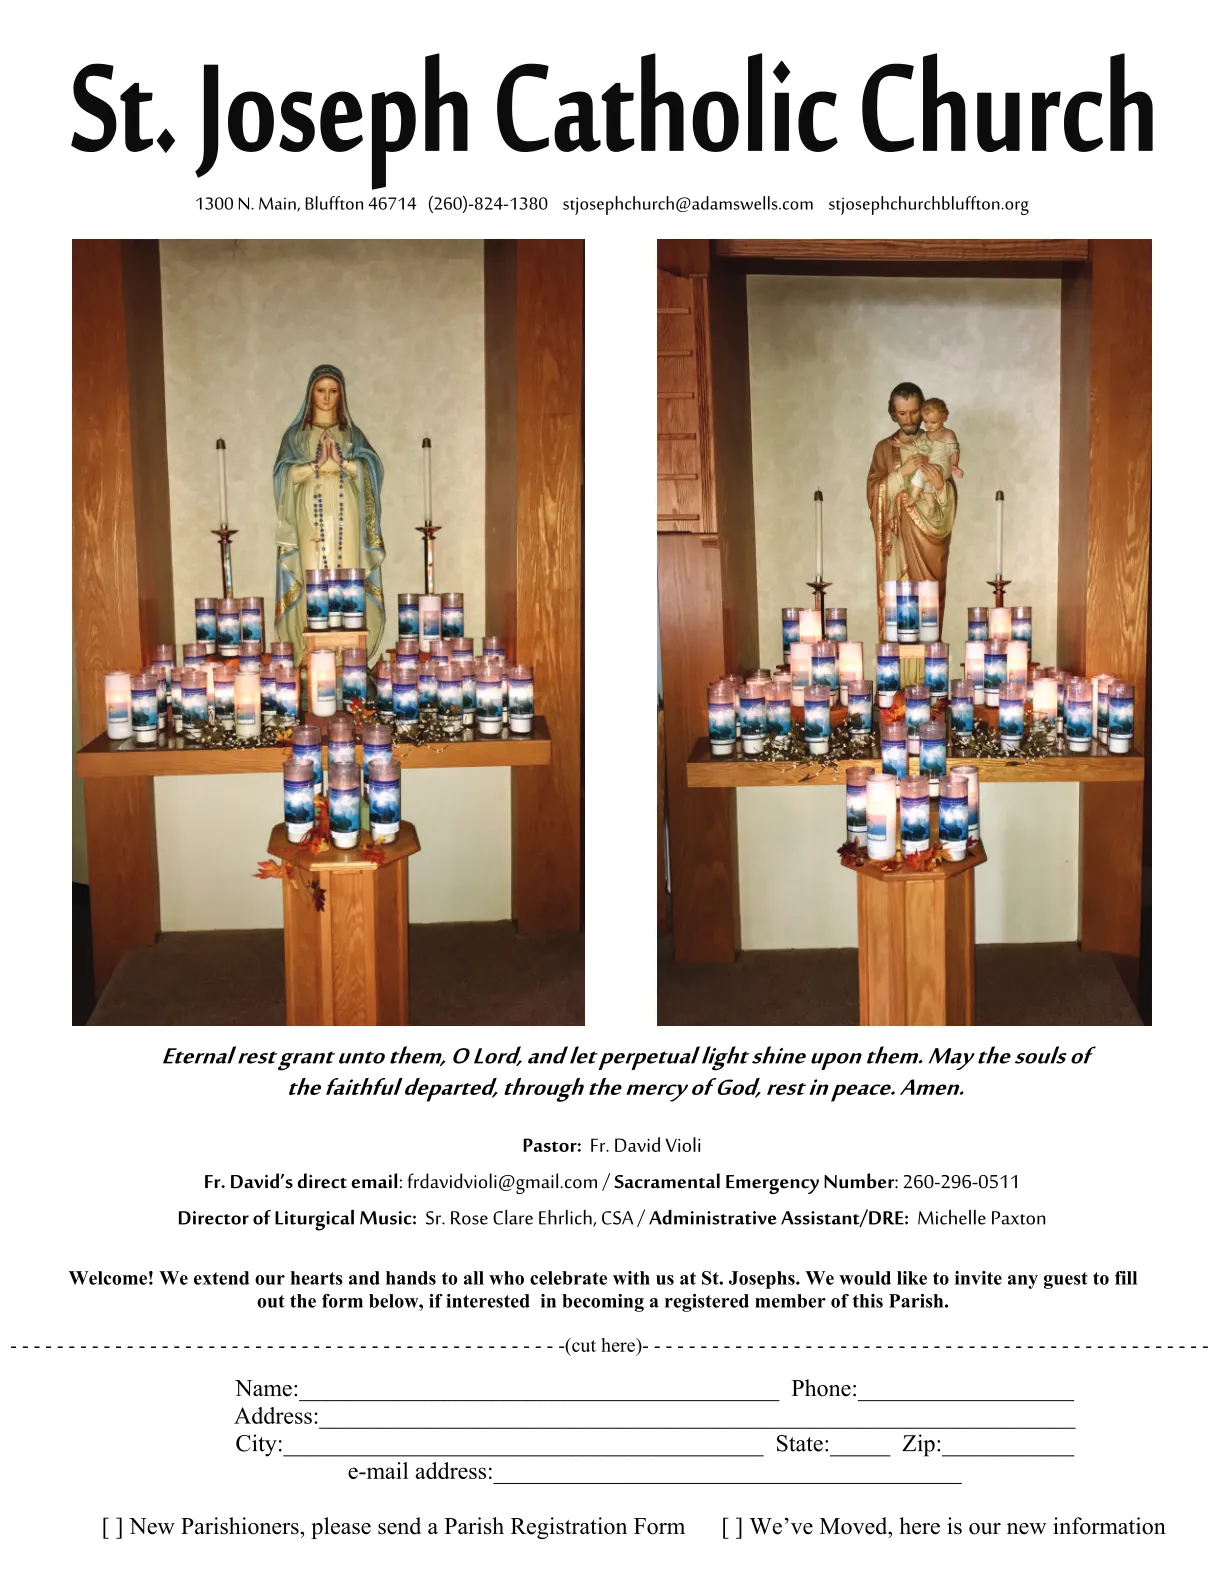 St. Joseph Catholic Church
1300 N. Main, Bluffton 46714 (260)-824-1380 stjosephchurch@adamswells.com stjosephchurchbluffton.org
Eternal rest grant unto them, O Lord, and let perpetual light shine upon them. May the souls of
the faithful departed, through the mercy of God, rest in peace. Amen.
Pastor: Fr. David Violi
Fr. David’s direct email: frdavidvioli@gmail.com / Sacramental Emergency Number: 260-296-0511
Director of Liturgical Music: Sr. Rose Clare Ehrlich, CSA / Administrative Assistant/DRE: Michelle Paxton
Welcome! We extend our hearts and hands to all who celebrate with us at St. Josephs. We would like to invite any guest to fill
out the form below, if interested in becoming a registered member of this Parish.
- - - - - - - - - - - - - - - - - - - - - - - - - - - - - - - - - - - - - - - - - - - - - - - -(cut here)- - - - - - - - - - - - - - - - - - - - - - - - - - - - - - - - - - - - - - - - - - - - - - - - -
Name:________________________________________ Phone:__________________
Address:_______________________________________________________________
City:________________________________________ State:_____ Zip:___________
e-mail address:_______________________________________
[ ] New Parishioners, please send a Parish Registration Form [ ] We’ve Moved, here is our new information